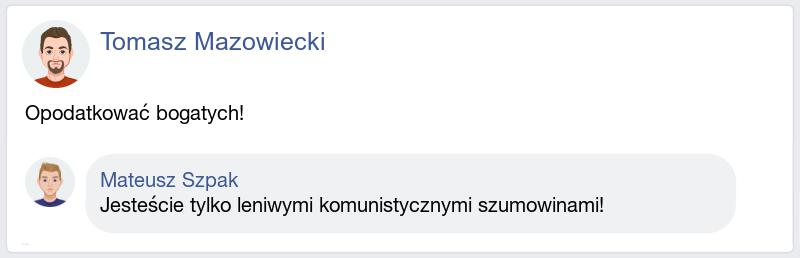 Tomasz Mazowiecki
Opodatkować bogatych!
Mateusz Szpak
Jesteście tylko leniwymi komunistycznymi szumowinami!